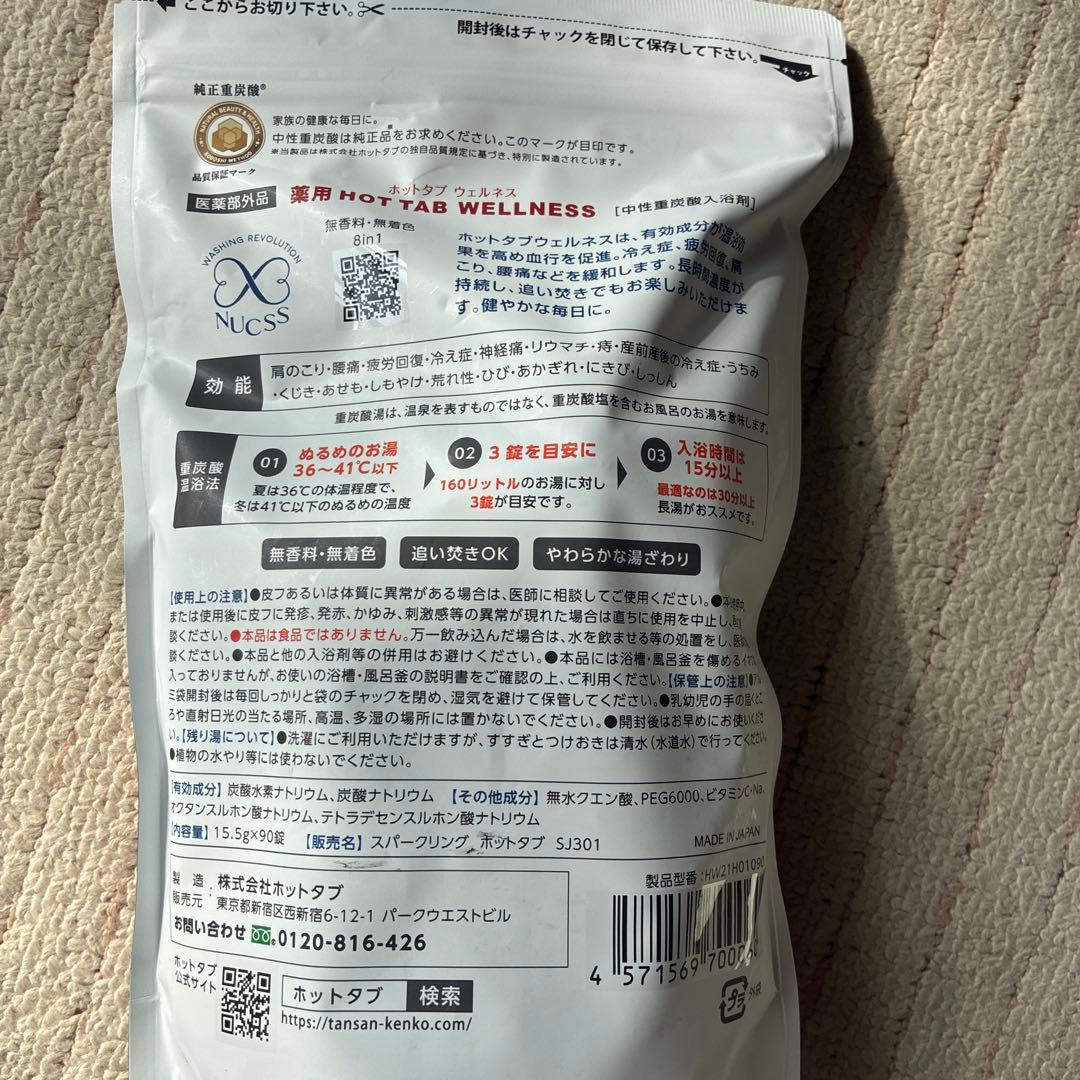 ここからお切り下さい。
開封後はチャックを閉じて保存して下さい。
チャック
純正重炭酸®
NATURAL BEAUTY & HEALTH
KOBUSHI METHOD
品質保証マーク
家族の健康な毎日に。
中性重炭酸は純正品をお求めください。このマークが目印です。
※当製品は株式会社ホットタブの独自品質規定に基づき、特別に製造されています。
医薬部外品
ホットタブ ウェルネス
薬用 HOT TAB WELLNESS [中性重炭酸入浴剤]
WASHING REVOLUTION
NUCSS
無香料・無着色
8in1
ホットタブウェルネスは、有効成分が温浴効
果を高め血行を促進。冷え症、疲労回復、肩
こり、腰痛などを緩和します。長時間濃度が
持続し、追い焚きでもお楽しみいただけま
す。健やかな毎日に。
効能
肩のこり・腰痛・疲労回復・冷え症・神経痛・リウマチ・痔・産前産後の冷え症・うちみ
・くじき・あせも・しもやけ・荒れ性・ひび・あかぎれ・にきび・しっしん
重炭酸湯は、温泉を表すものではなく、重炭酸塩を含むお風呂のお湯を意味します。
重炭酸
温浴法
01 ぬるめのお湯
36〜41℃以下
夏は36℃の体温程度で、
冬は41℃以下のぬるめの温度
02 3錠を目安に
160リットルのお湯に対し
3錠が目安です。
03 入浴時間は
15分以上
最適なのは30分以上
長湯がおススメです。
無香料・無着色
追い焚きOK
やわらかな湯ざわり
【使用上の注意】●皮フあるいは体質に異常がある場合は、医師に相談してご使用ください。●
または使用後に皮フに発疹、発赤、かゆみ、刺激感等の異常が現れた場合は直ちに使用を中止し、
談ください。●本品は食品ではありません。万一飲み込んだ場合は、水を飲ませる等の処置をし、
談ください。●本品と他の入浴剤等の併用はお避けください。●本品には浴槽・風呂釜を傷めるイオ
入っておりませんが、お使いの浴槽・風呂釜の説明書をご確認の上、ご利用ください。【保管上の注意】●アル
ミ袋開封後は毎回しっかりと袋のチャックを閉め、湿気を避けて保管してください。●乳幼児の手の届くとこ
ろや直射日光の当たる場所、高温、多湿の場所には置かないでください。●開封後はお早めにお使いくださ
い。【残り湯について】●洗濯にご利用いただけますが、すすぎとつけおきは清水(水道水)で行ってください。
●植物の水やり等には使わないでください。
【有効成分】 炭酸水素ナトリウム、炭酸ナトリウム 【その他成分】 無水クエン酸、PEG6000、ビタミンC・Na、
オクタンスルホン酸ナトリウム、テトラデセンスルホン酸ナトリウム
【内容量】 15.5g×90錠 【販売名】 スパークリング ホットタブ SJ301
MADE IN JAPAN
製品型番:HW21H01090
製造
販売元 : 株式会社ホットタブ
東京都新宿区西新宿6-12-1 パークウエストビル
お問い合わせ 0120-816-426
4 571569 7000
プラ 外袋
ホットタブ
公式サイト
ホットタブ 検索
https://tansan-kenko.com/